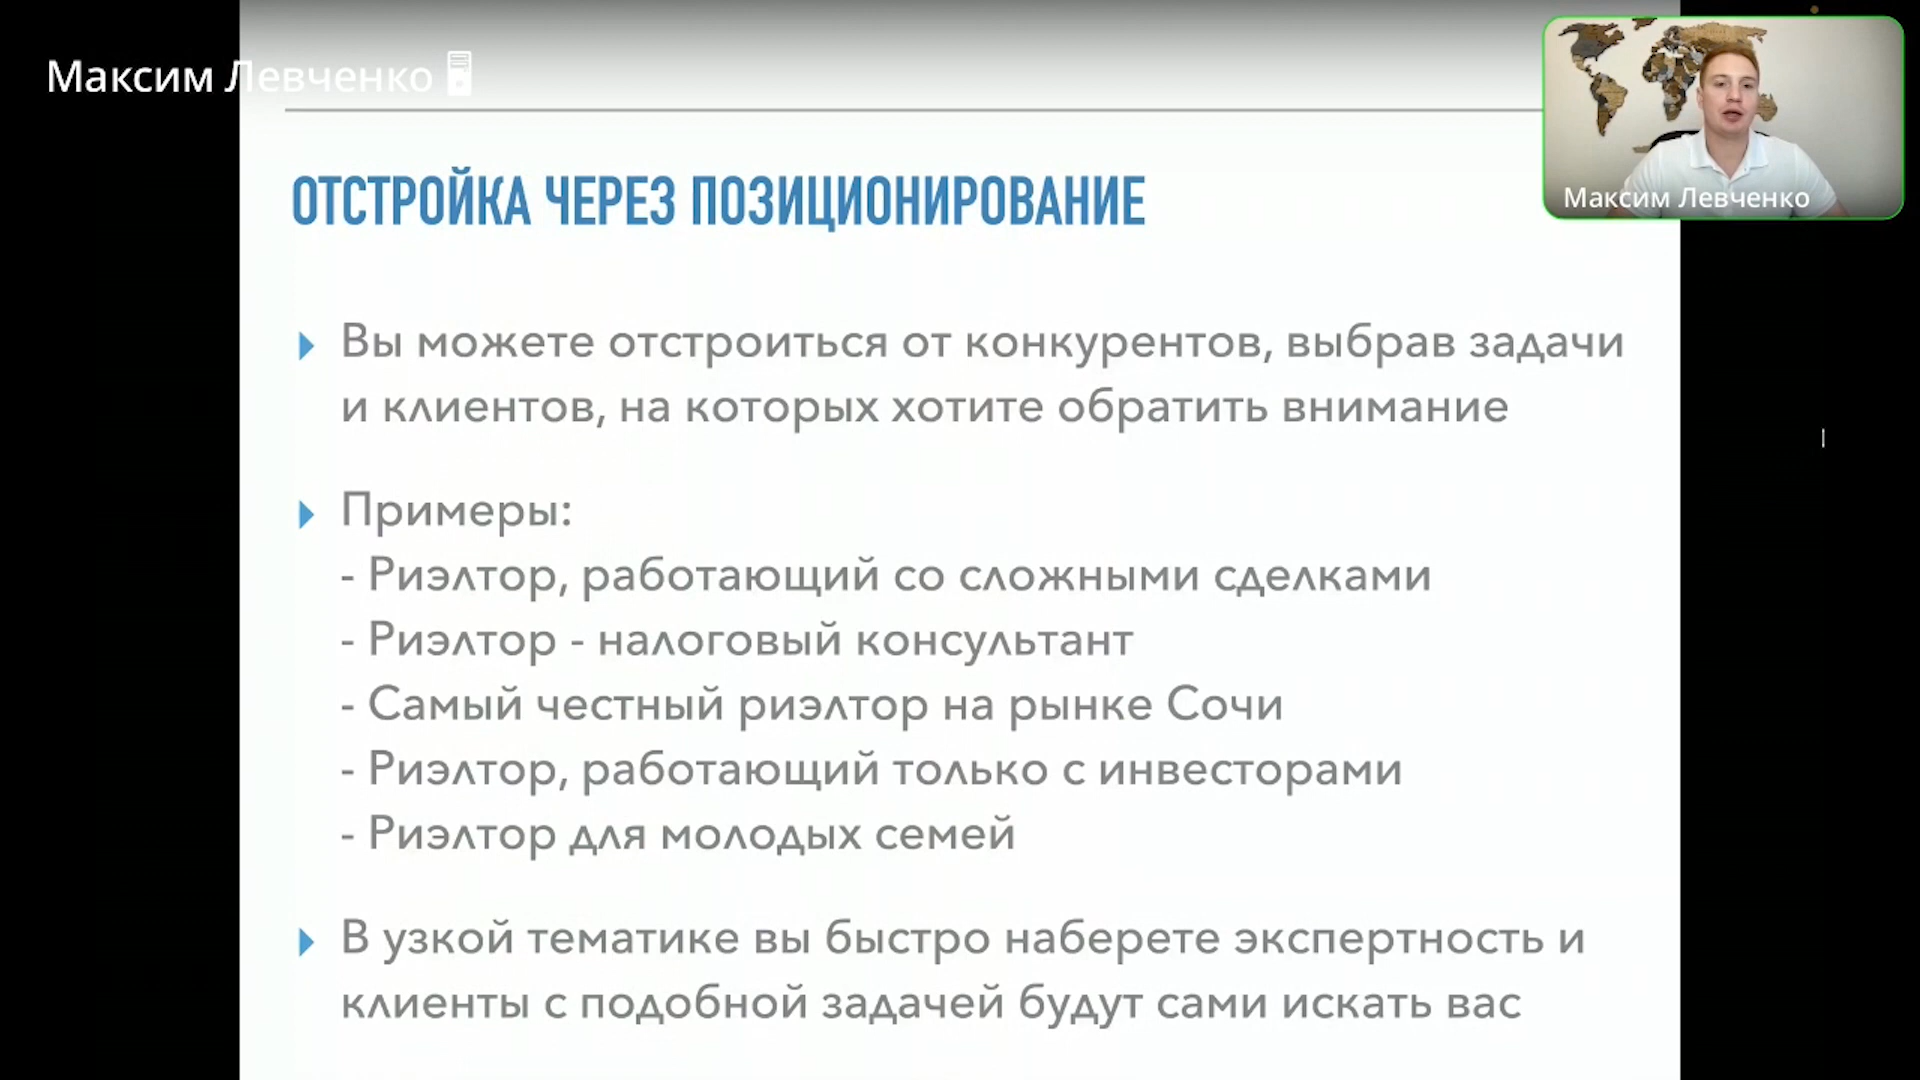 Максим Левченко
Максим Левченко
ОТСТРОЙКА ЧЕРЕЗ ПОЗИЦИОНИРОВАНИЕ
Вы можете отстроиться от конкурентов, выбрав задачи
и клиентов, на которых хотите обратить внимание
Примеры:
- Риэлтор, работающий со сложными сделками
- Риэлтор - налоговый консультант
- Самый честный риэлтор на рынке Сочи
- Риэлтор, работающий только с инвесторами
- Риэлтор для молодых семей
В узкой тематике вы быстро наберете экспертность и
клиенты с подобной задачей будут сами искать вас